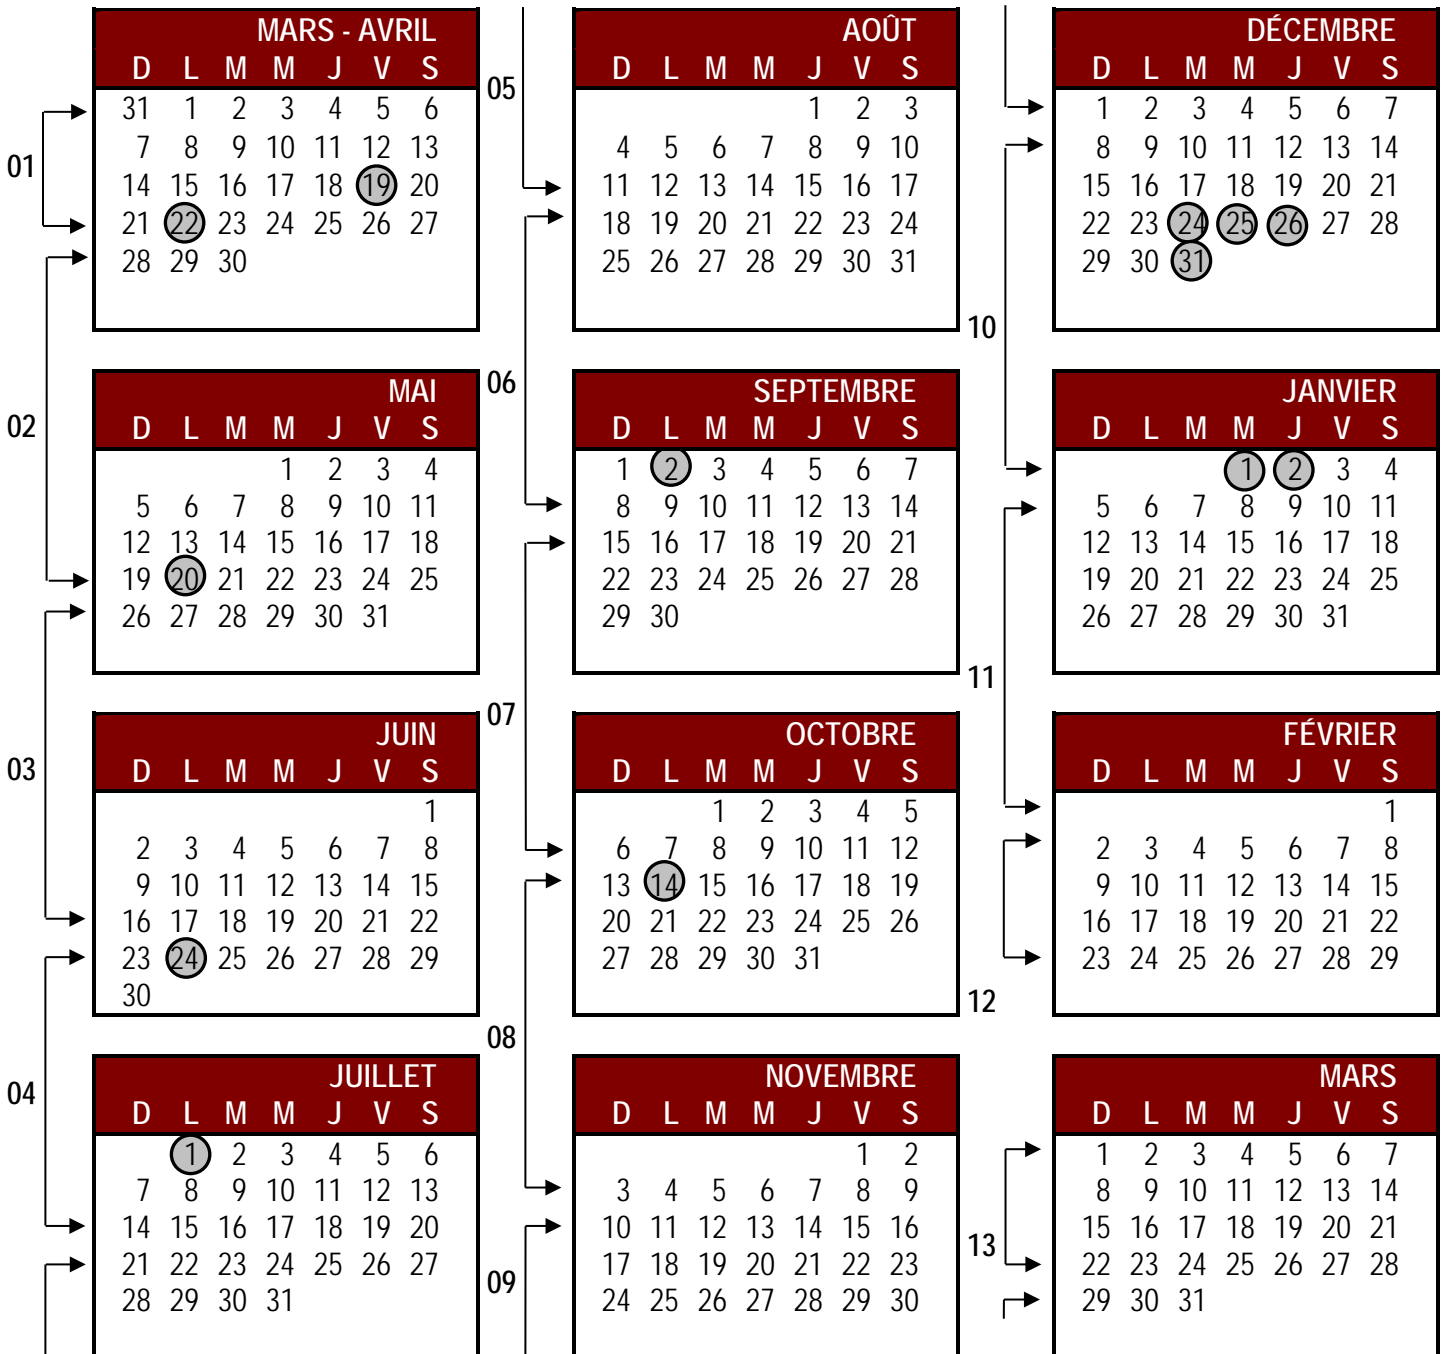 MARS - AVRIL
D L M M J V S
31 1 2 3 4 5 6
7 8 9 10 11 12 13
14 15 16 17 18 19 20
21 22 23 24 25 26 27
28 29 30
01
02
MAI
D L M M J V S
1 2 3 4
5 6 7 8 9 10 11
12 13 14 15 16 17 18
19 20 21 22 23 24 25
26 27 28 29 30 31
03
JUIN
D L M M J V S
1
2 3 4 5 6 7 8
9 10 11 12 13 14 15
16 17 18 19 20 21 22
23 24 25 26 27 28 29
30
04
JUILLET
D L M M J V S
1 2 3 4 5 6
7 8 9 10 11 12 13
14 15 16 17 18 19 20
21 22 23 24 25 26 27
28 29 30 31
05
AOÛT
D L M M J V S
1 2 3
4 5 6 7 8 9 10
11 12 13 14 15 16 17
18 19 20 21 22 23 24
25 26 27 28 29 30 31
06
SEPTEMBRE
D L M M J V S
1 2 3 4 5 6 7
8 9 10 11 12 13 14
15 16 17 18 19 20 21
22 23 24 25 26 27 28
29 30
07
OCTOBRE
D L M M J V S
1 2 3 4 5
6 7 8 9 10 11 12
13 14 15 16 17 18 19
20 21 22 23 24 25 26
27 28 29 30 31
08
NOVEMBRE
D L M M J V S
1 2
3 4 5 6 7 8 9
10 11 12 13 14 15 16
17 18 19 20 21 22 23
24 25 26 27 28 29 30
09
DÉCEMBRE
D L M M J V S
1 2 3 4 5 6 7
8 9 10 11 12 13 14
15 16 17 18 19 20 21
22 23 24 25 26 27 28
29 30 31
10
JANVIER
D L M M J V S
1 2 3 4
5 6 7 8 9 10 11
12 13 14 15 16 17 18
19 20 21 22 23 24 25
26 27 28 29 30 31
11
FÉVRIER
D L M M J V S
1
2 3 4 5 6 7 8
9 10 11 12 13 14 15
16 17 18 19 20 21 22
23 24 25 26 27 28 29
12
MARS
D L M M J V S
1 2 3 4 5 6 7
8 9 10 11 12 13 14
15 16 17 18 19 20 21
22 23 24 25 26 27 28
29 30 31
13